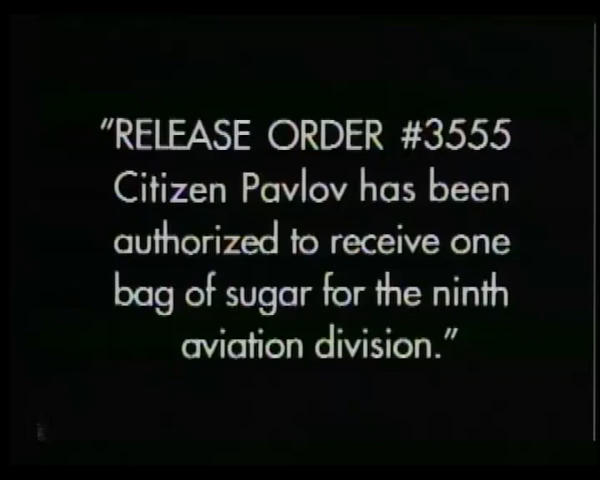 "RELEASE ORDER #3555
Citizen Pavlov has been
authorized to receive one
bag of sugar for the ninth
aviation division."